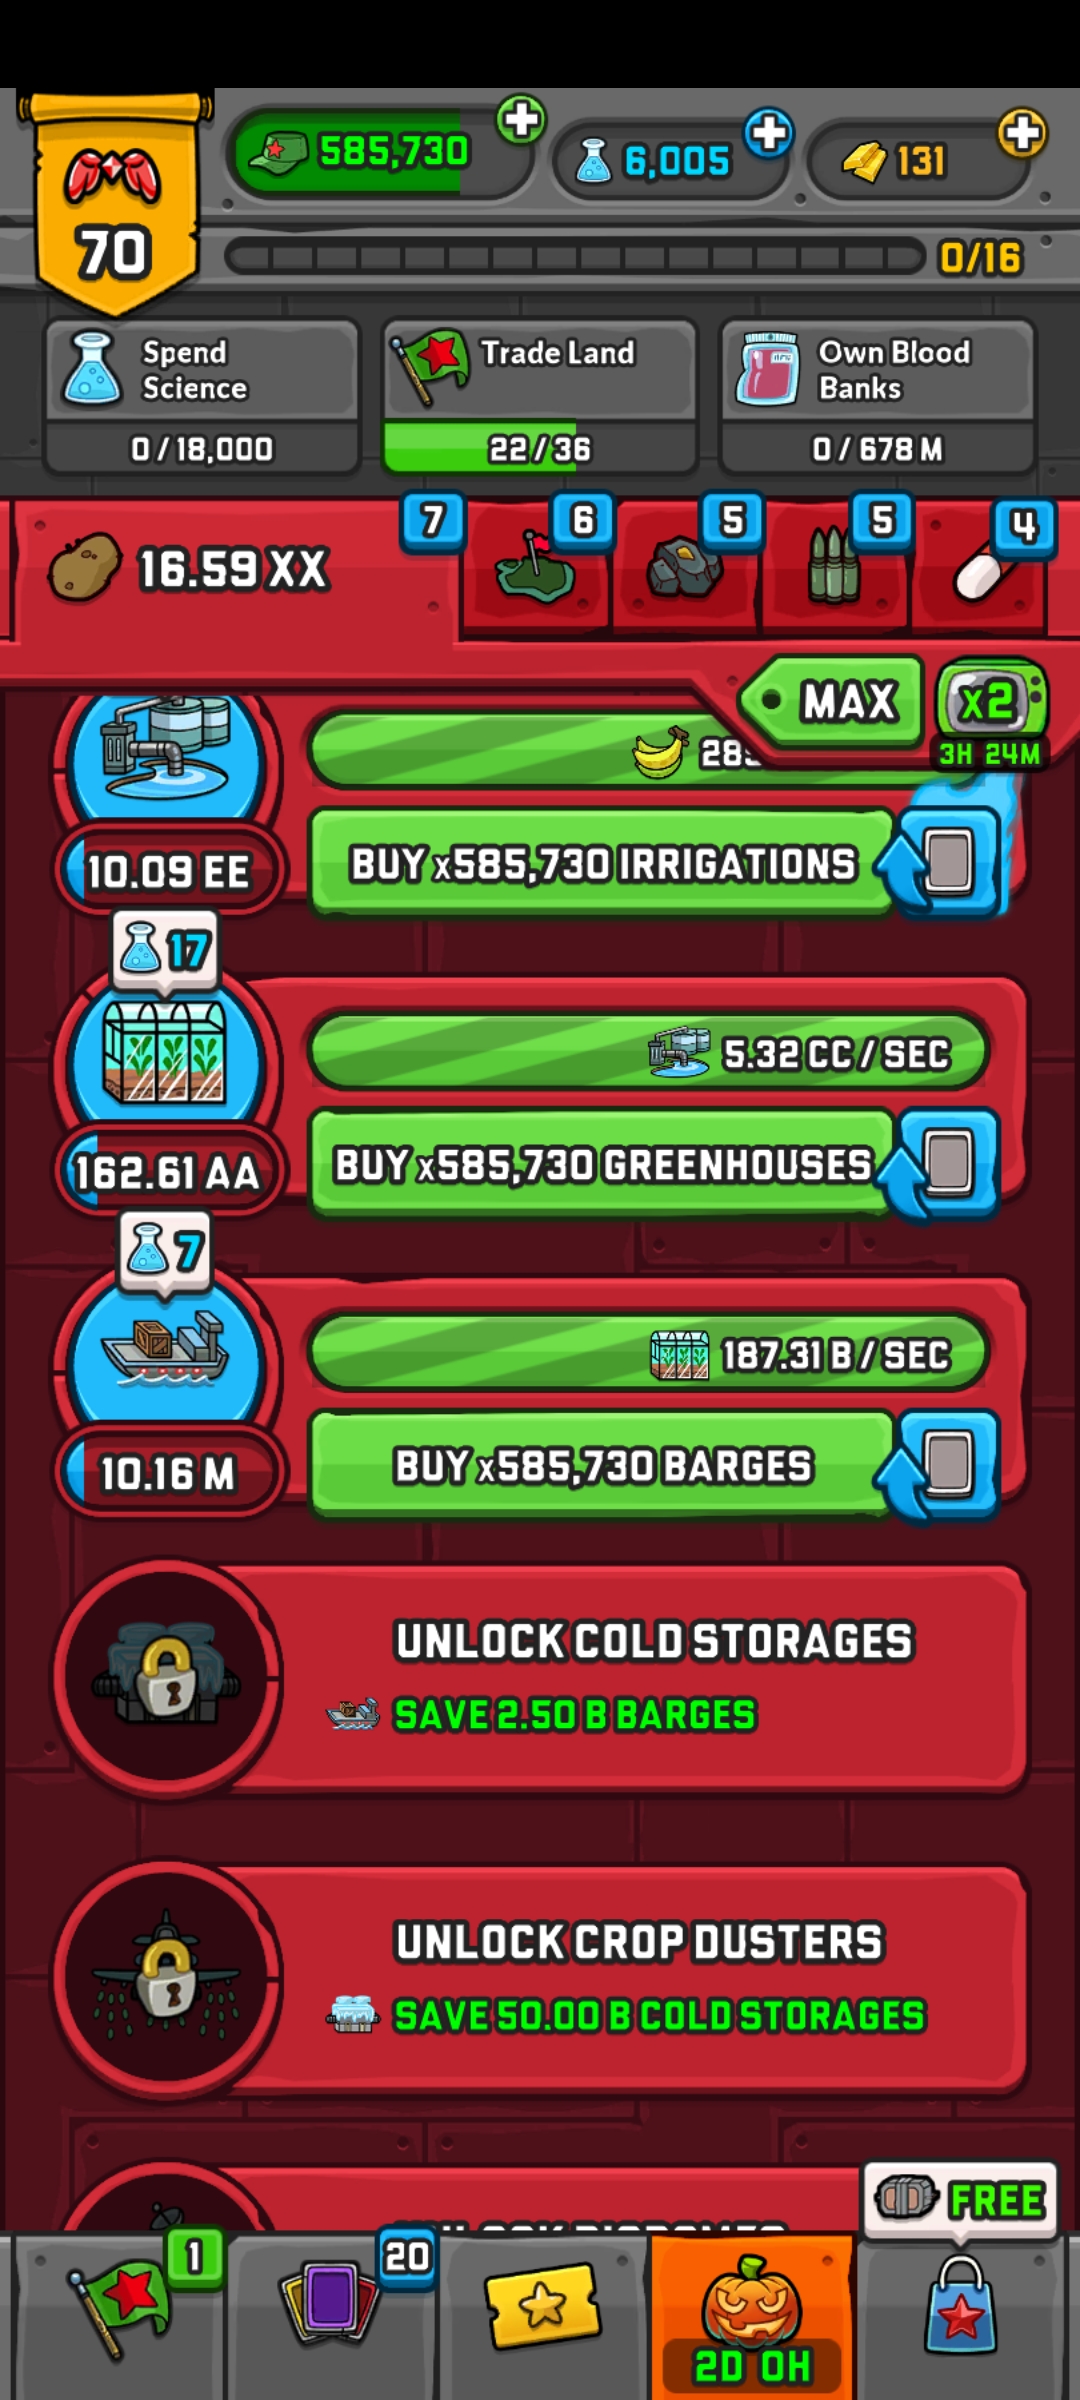 585,730
6,005
131
70
0/16
Spend
Science
0/18,000
Trade Land
22/36
Own Blood
Banks
0/678 M
7
6
5
5
4
16.59 XX
MAX
x2
3H 24M
10.09 EE
BUY x585,730 IRRIGATIONS
17
5.32 CC / SEC
162.61 AA
BUY x585,730 GREENHOUSES
7
187.31 B / SEC
10.16 M
BUY x585,730 BARGES
UNLOCK COLD STORAGES
SAVE 2.50 B BARGES
UNLOCK CROP DUSTERS
SAVE 50.00 B COLD STORAGES
FREE
1
20
2D 0H